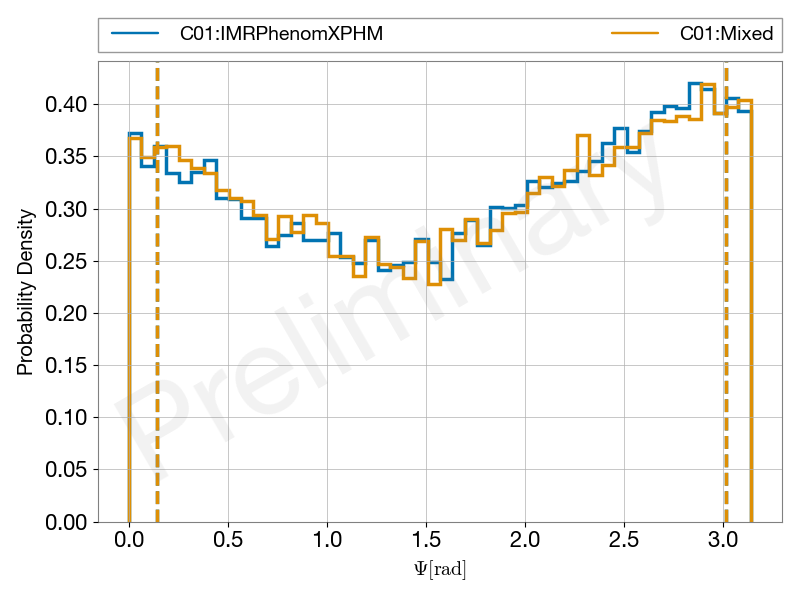 C01:IMRPhenomXPHM C01:Mixed
Probability Density
0.40
0.35
0.30
0.25
0.20
0.15
0.10
0.05
0.00
Preliminary
0.0 0.5 1.0 1.5 2.0 2.5 3.0
Ψ[rad]